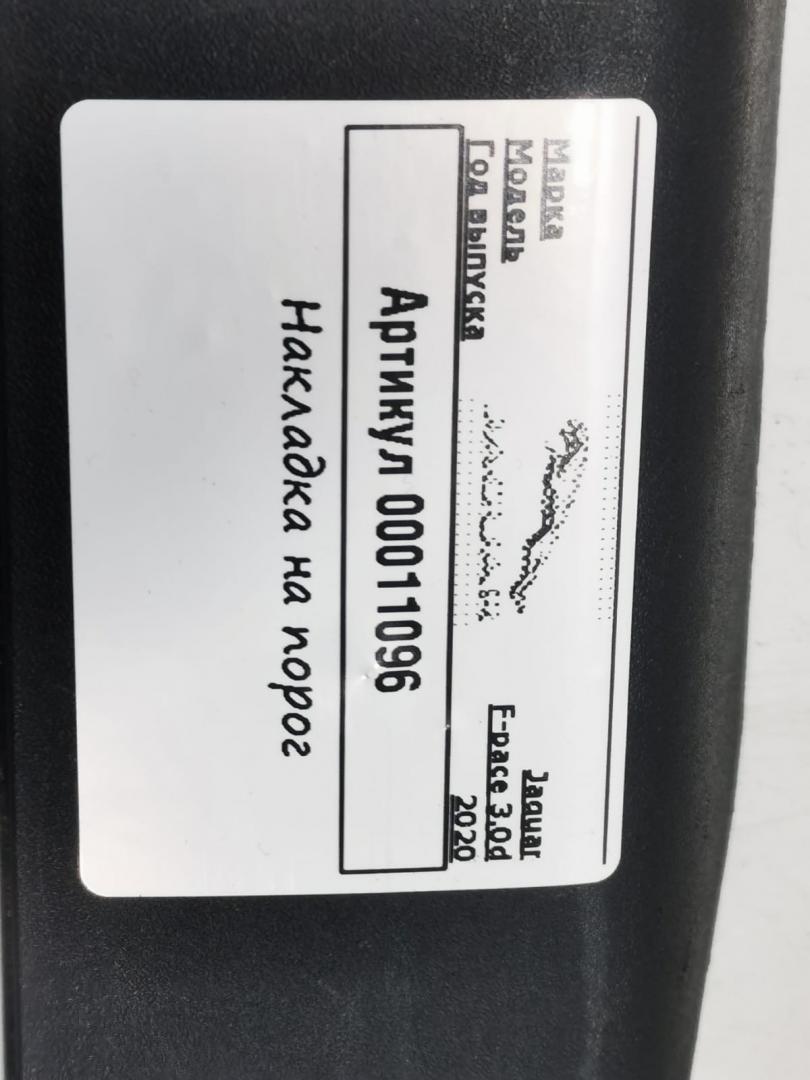 Марка Jaguar
Модель F-pace 3.0d
Год выпуска 2020
Артикул 00011096
Накладка на порог